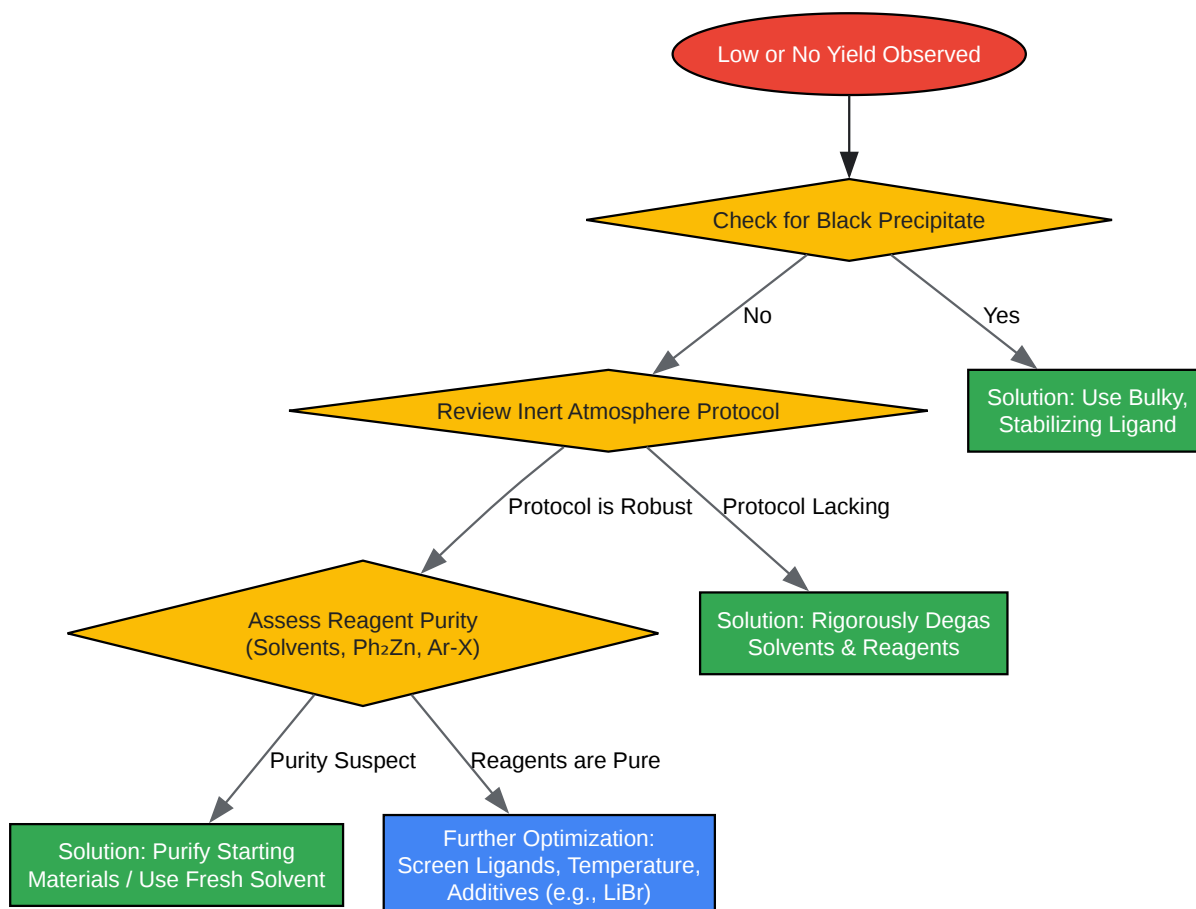 Low or No Yield Observed
Check for Black Precipitate
No
Yes
Review Inert Atmosphere Protocol
Solution: Use Bulky,
Stabilizing Ligand
Protocol is Robust
Protocol Lacking
Assess Reagent Purity
(Solvents, Ph₂Zn, Ar-X)
Solution: Rigorously Degas
Solvents & Reagents
Purity Suspect
Reagents are Pure
Solution: Purify Starting
Materials / Use Fresh Solvent
Further Optimization:
Screen Ligands, Temperature,
Additives (e.g., LiBr)